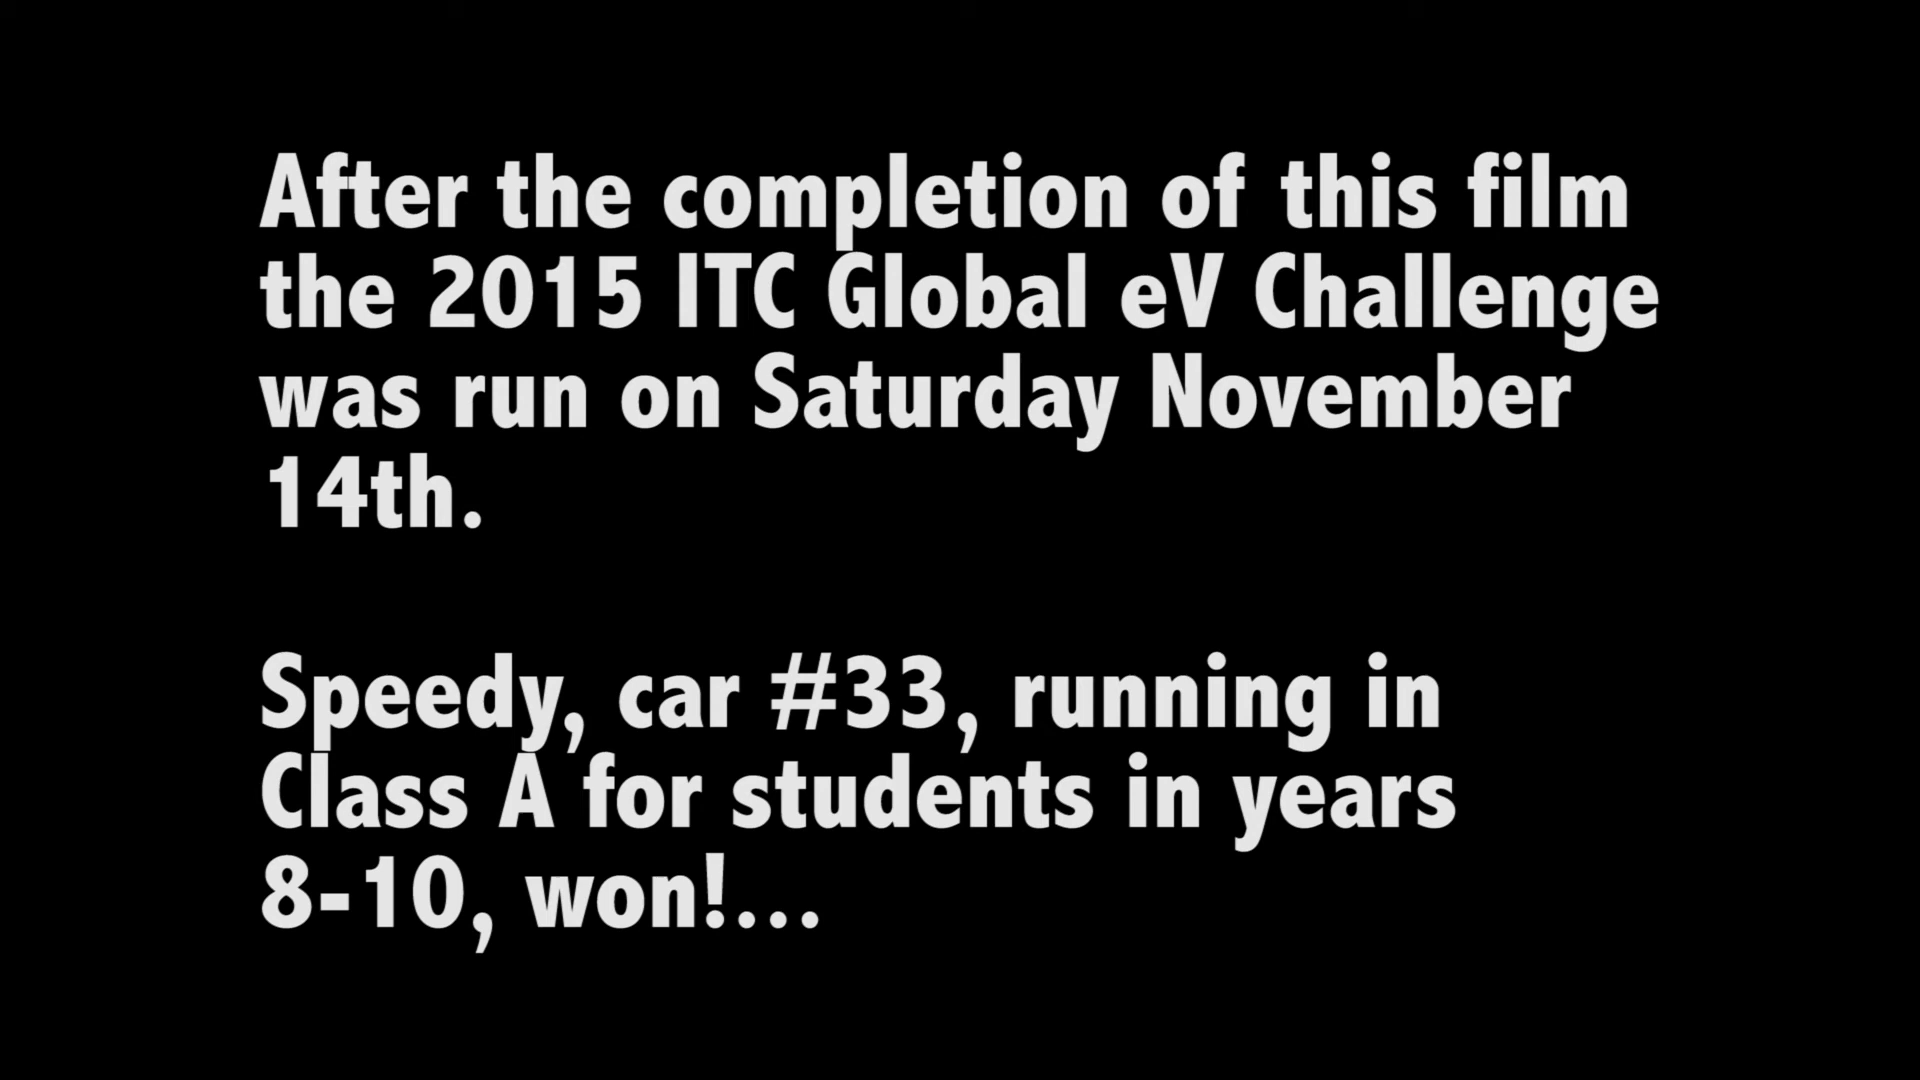 After the completion of this film
the 2015 ITC Global eV Challenge
was run on Saturday November
14th.
Speedy, car #33, running in
Class A for students in years
8-10, won!...